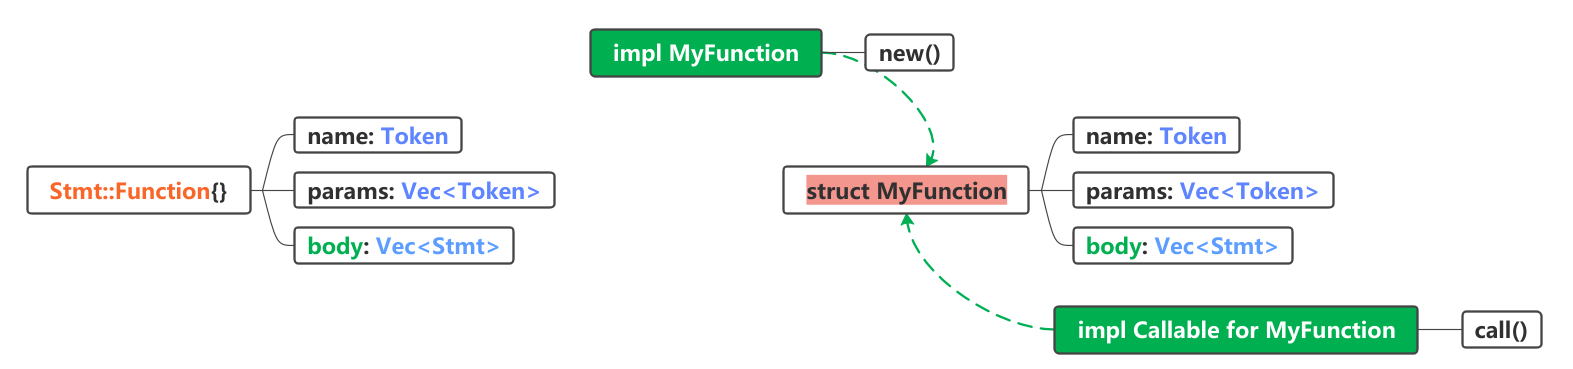 impl MyFunction
new()
Stmt::Function{}
name: Token
params: Vec<Token>
body: Vec<Stmt>
struct MyFunction
name: Token
params: Vec<Token>
body: Vec<Stmt>
impl Callable for MyFunction
call()